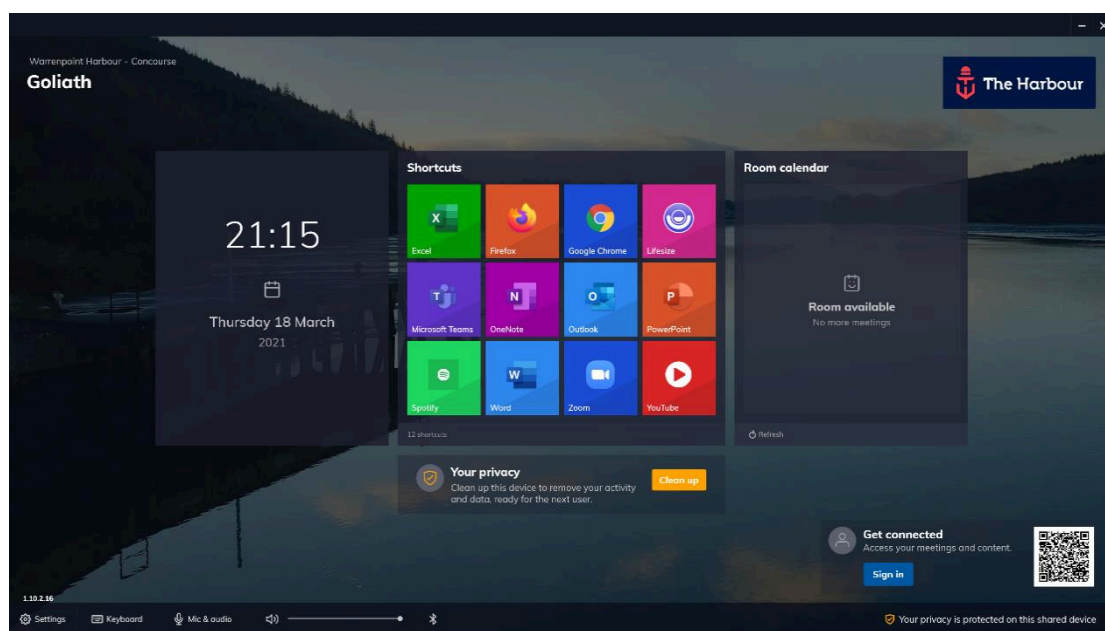 Warrenpoint Harbour - Concourse
Goliath
The Harbour
21:15
Thursday 18 March
2021
Shortcuts
Excel
Firefox
Google Chrome
Lifesize
Microsoft Teams
OneNote
Outlook
PowerPoint
Spotify
Word
Zoom
YouTube
12 shortcuts
Room calendar
Room available
No more meetings
Refresh
Your privacy
Clean up this device to remove your activity
and data, ready for the next user.
Clean up
Get connected
Access your meetings and content.
Sign in
1.10.2.16
Settings
Keyboard
Mic & audio
Your privacy is protected on this shared device